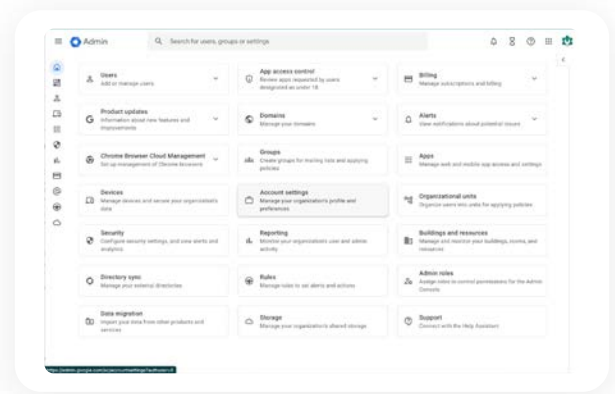 Admin
Search for users, groups or settings
Users
Add or manage users
App access control
Review apps requested by users
designated as under 18
Billing
Manage subscriptions and billing
Product updates
Information about new features and
improvements
Domains
Manage your domains
Alerts
View notifications about potential issues
Chrome Browser Cloud Management
Set up management of Chrome browsers
Groups
Create groups for mailing lists and applying
policies
Apps
Manage web and mobile app access and settings
Devices
Manage devices and secure your organization's
data
Account settings
Manage your organization's profile and
preferences
Organizational units
Organize users into units for applying policies
Security
Configure security settings, and view alerts and
analytics
Reporting
Monitor your organization's user and admin
activity
Buildings and resources
Manage and monitor your buildings, rooms, and
resources
Directory sync
Manage your external directories
Rules
Manage rules to set alerts and actions
Admin roles
Assign roles to control permissions for the Admin
Console
Data migration
Import your data from other products and
services
Storage
Manage your organization's shared storage
Support
Connect with the Help Assistant
https://admin.google.com/ac/accountsettings?authuser=0